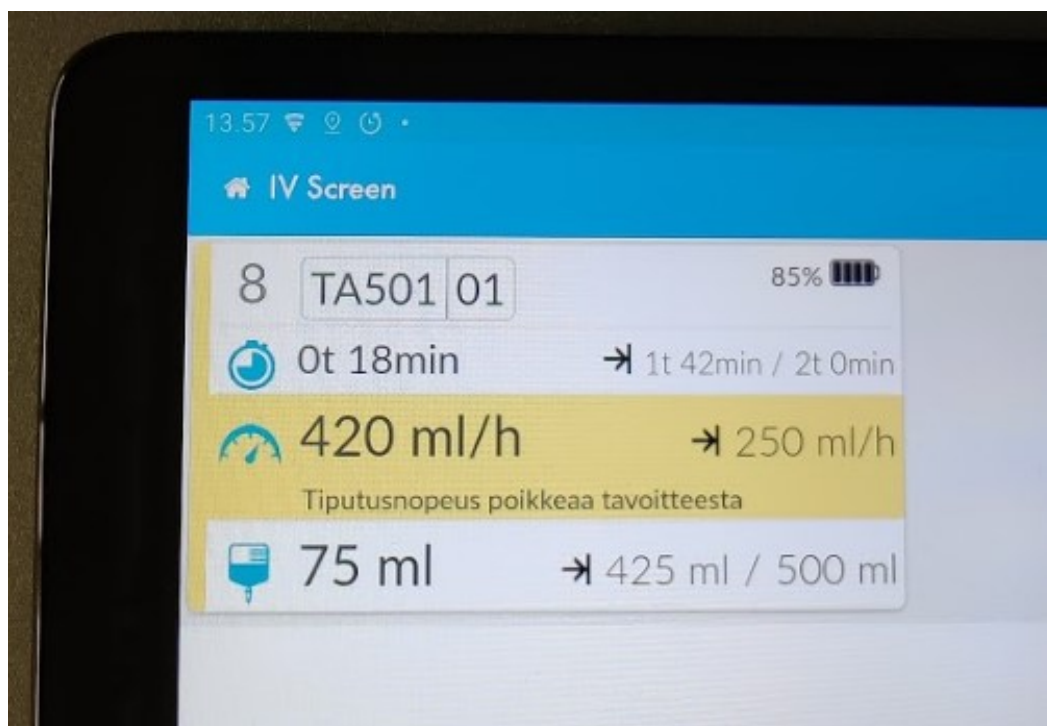 13.57
IV Screen
8 TA501 01 85%
0t 18min 1t 42min / 2t 0min
420 ml/h 250 ml/h
Tiputusnopeus poikkeaa tavoitteesta
75 ml 425 ml / 500 ml